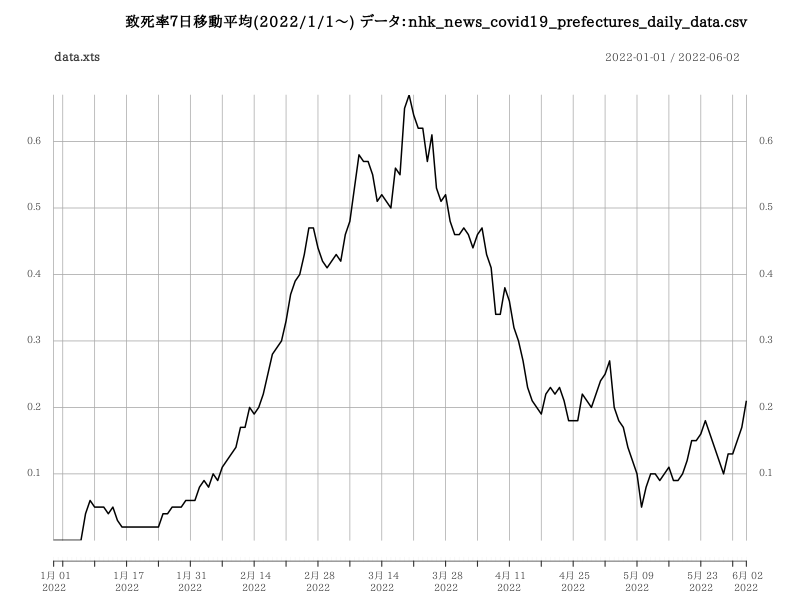 致死率7日移動平均(2022/1/1〜) データ:nhk_news_covid19_prefectures_daily_data.csv
data.xts 2022-01-01 / 2022-06-02
0.6 0.6
0.5 0.5
0.4 0.4
0.3 0.3
0.2 0.2
0.1 0.1
1月 01 1月 17 1月 31 2月 14 2月 28 3月 14 3月 28 4月 11 4月 25 5月 09 5月 23 6月 02
2022 2022 2022 2022 2022 2022 2022 2022 2022 2022 2022 2022